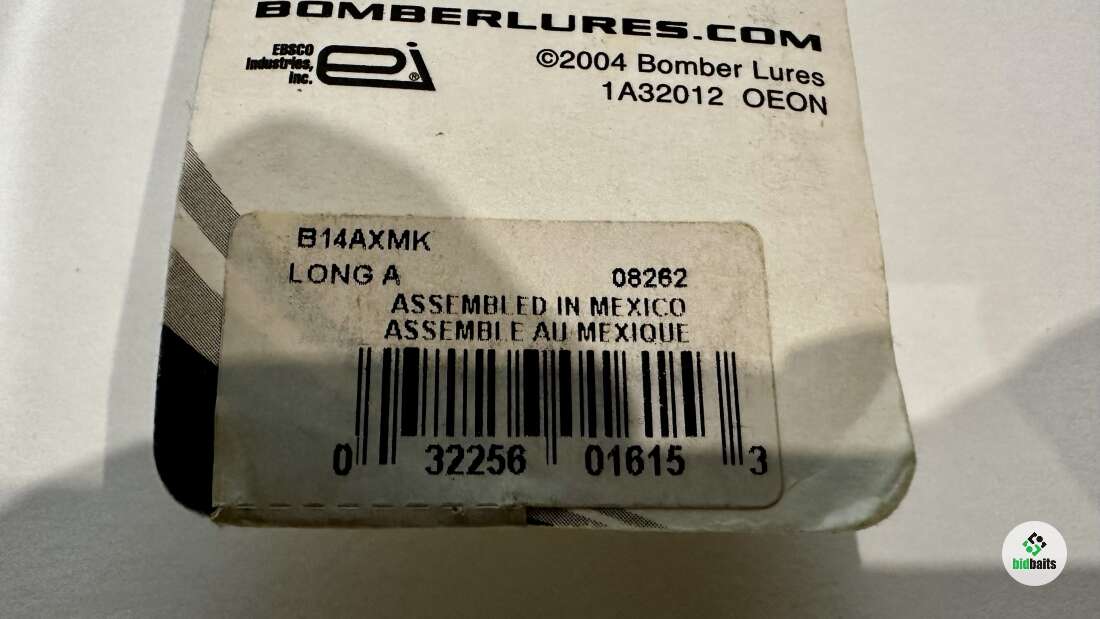 BOMBERLURES.COM
EBSCO
Industries,
Inc.
ei ®
©2004 Bomber Lures
1A32012 OEON
B14AXMK
LONG A 08262
ASSEMBLED IN MEXICO
ASSEMBLE AU MEXIQUE
0 32256 01615 3
bidbaits